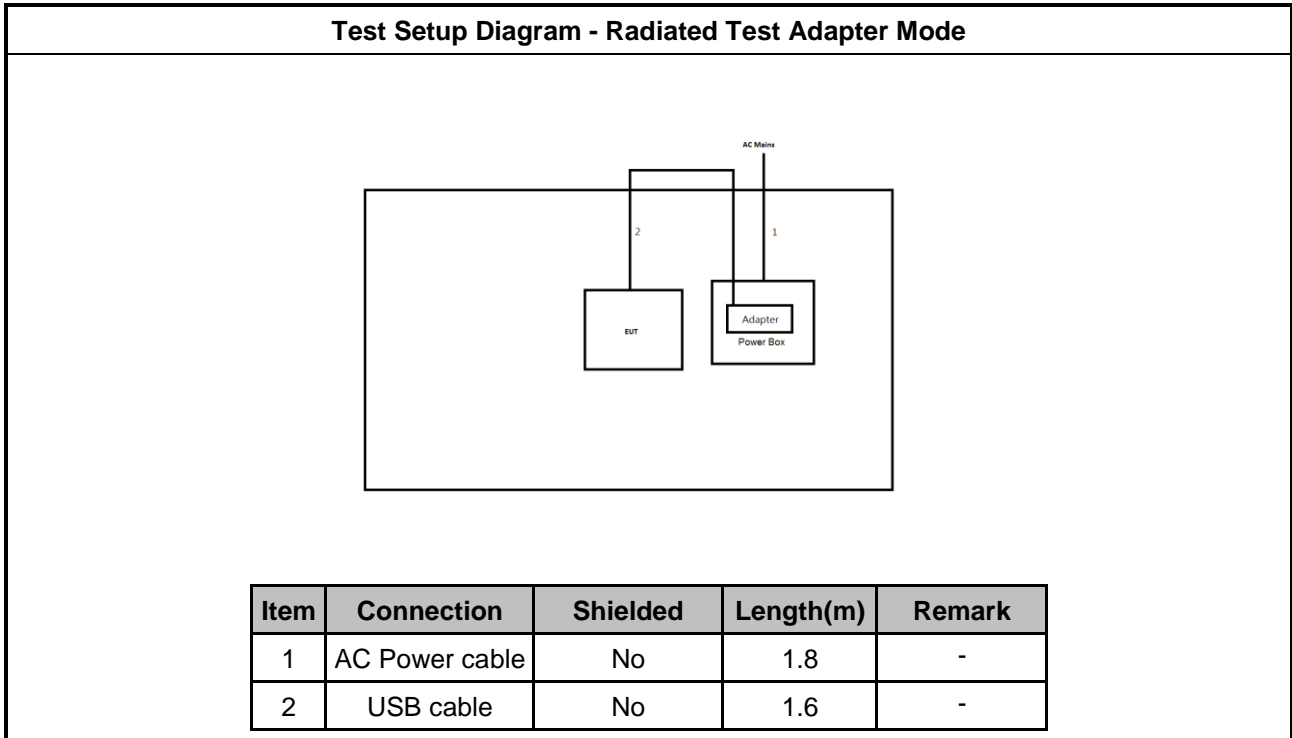 Test Setup Diagram - Radiated Test Adapter Mode
AC Mains
2
1
EUT
Adapter
Power Box
Item Connection Shielded Length(m) Remark
1 AC Power cable No 1.8 -
2 USB cable No 1.6 -